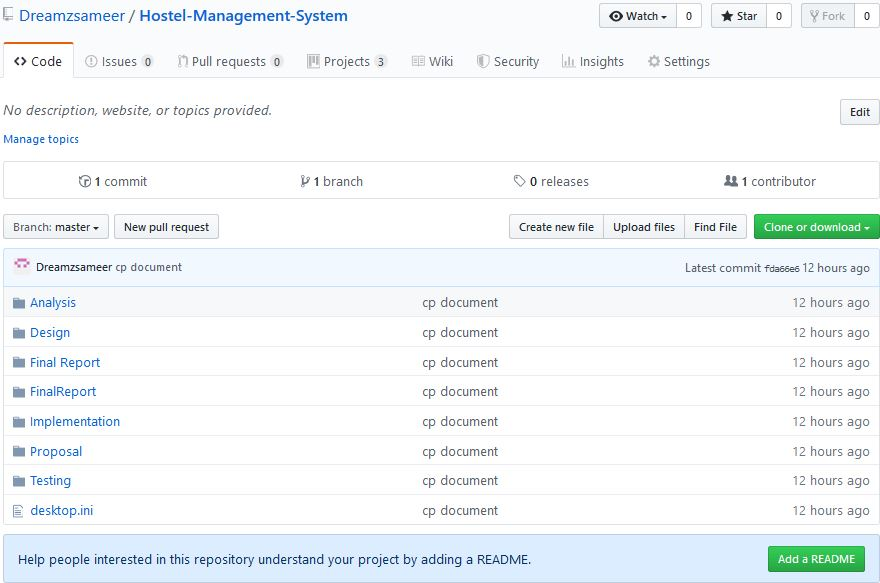 Dreamzsameer / Hostel-Management-System Watch 0 Star 0 Fork 0
Code Issues 0 Pull requests 0 Projects 3 Wiki Security Insights Settings
No description, website, or topics provided. Edit
Manage topics
1 commit 1 branch 0 releases 1 contributor
Branch: master New pull request Create new file Upload files Find File Clone or download
Dreamzsameer cp document Latest commit fda66e6 12 hours ago
Analysis cp document 12 hours ago
Design cp document 12 hours ago
Final Report cp document 12 hours ago
FinalReport cp document 12 hours ago
Implementation cp document 12 hours ago
Proposal cp document 12 hours ago
Testing cp document 12 hours ago
desktop.ini cp document 12 hours ago
Help people interested in this repository understand your project by adding a README. Add a README